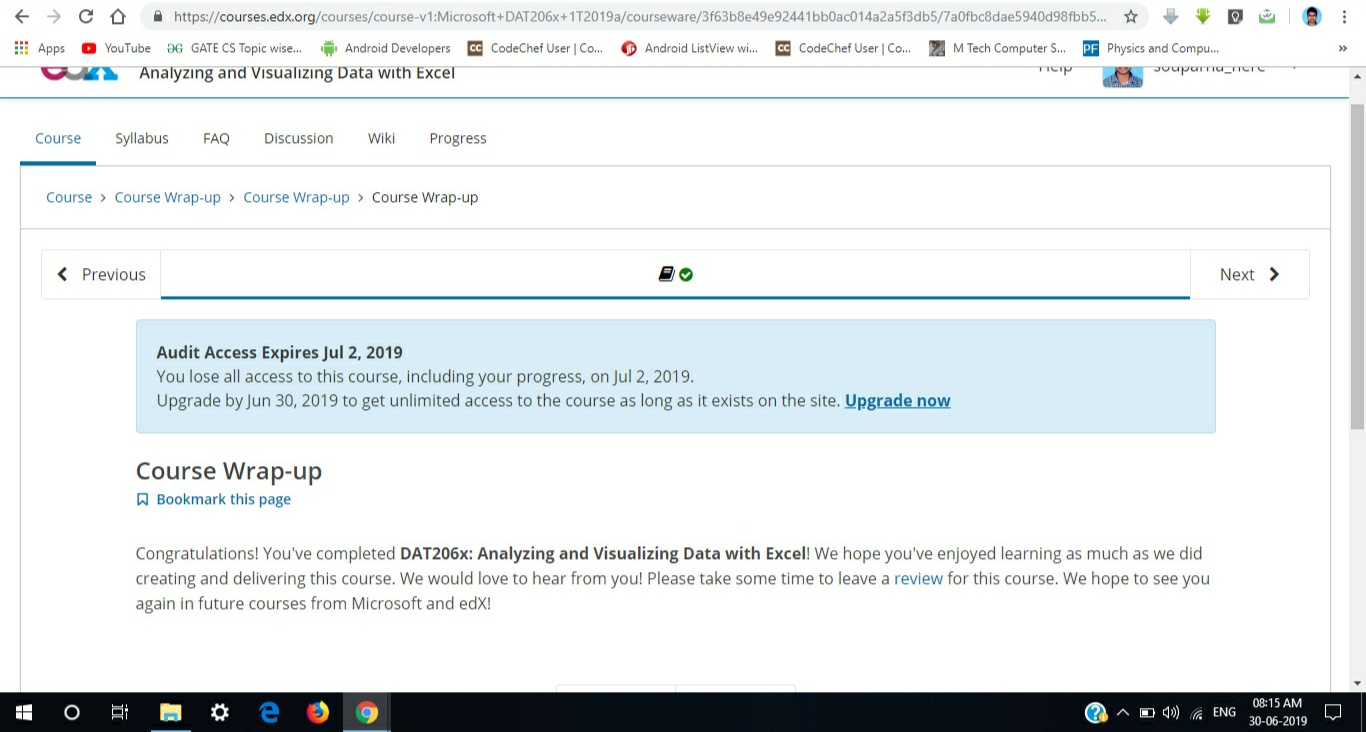 https://courses.edx.org/courses/course-v1:Microsoft+DAT206x+1T2019a/courseware/3f63b8e49e92441bb0ac014a2a5f3db5/7a0fbc8dae5940d98fbb5...
Apps YouTube GATE CS Topic wise... Android Developers CC CodeChef User | Co... Android ListView wi... CC CodeChef User | Co... M Tech Computer S... PF Physics and Compu... »
edX Analyzing and Visualizing Data with Excel Help
Course Syllabus FAQ Discussion Wiki Progress
Course > Course Wrap-up > Course Wrap-up > Course Wrap-up
Previous Next
Audit Access Expires Jul 2, 2019
You lose all access to this course, including your progress, on Jul 2, 2019.
Upgrade by Jun 30, 2019 to get unlimited access to the course as long as it exists on the site. Upgrade now
Course Wrap-up
Bookmark this page
Congratulations! You've completed DAT206x: Analyzing and Visualizing Data with Excel! We hope you've enjoyed learning as much as we did
creating and delivering this course. We would love to hear from you! Please take some time to leave a review for this course. We hope to see you
again in future courses from Microsoft and edX!
ENG 08:15 AM
30-06-2019